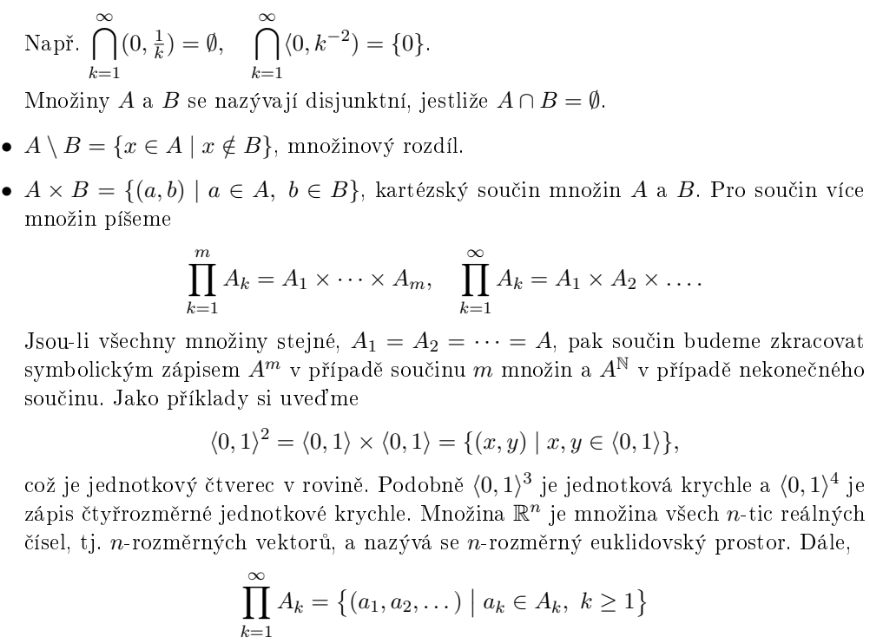 Např. ⋂_{k=1}^{∞} (0, 1/k) = ∅, ⋂_{k=1}^{∞} ⟨0, k^{−2}) = {0}.
Množiny A a B se nazývají disjunktní, jestliže A ∩ B = ∅.
• A \ B = {x ∈ A | x ∉ B}, množinový rozdíl.
• A × B = {(a, b) | a ∈ A, b ∈ B}, kartézský součin množin A a B. Pro součin více
množin píšeme
∏_{k=1}^{m} A_k = A_1 × ⋯ × A_m, ∏_{k=1}^{∞} A_k = A_1 × A_2 × … .
Jsou-li všechny množiny stejné, A_1 = A_2 = ⋯ = A, pak součin budeme zkracovat
symbolickým zápisem A^m v případě součinu m množin a A^ℕ v případě nekonečného
součinu. Jako příklady si uveďme
⟨0, 1⟩^2 = ⟨0, 1⟩ × ⟨0, 1⟩ = {(x, y) | x, y ∈ ⟨0, 1⟩},
což je jednotkový čtverec v rovině. Podobně ⟨0, 1⟩^3 je jednotková krychle a ⟨0, 1⟩^4 je
zápis čtyřrozměrné jednotkové krychle. Množina ℝ^n je množina všech n-tic reálných
čísel, tj. n-rozměrných vektorů, a nazývá se n-rozměrný euklidovský prostor. Dále,
∏_{k=1}^{∞} A_k = {(a_1, a_2, … ) | a_k ∈ A_k, k ≥ 1}